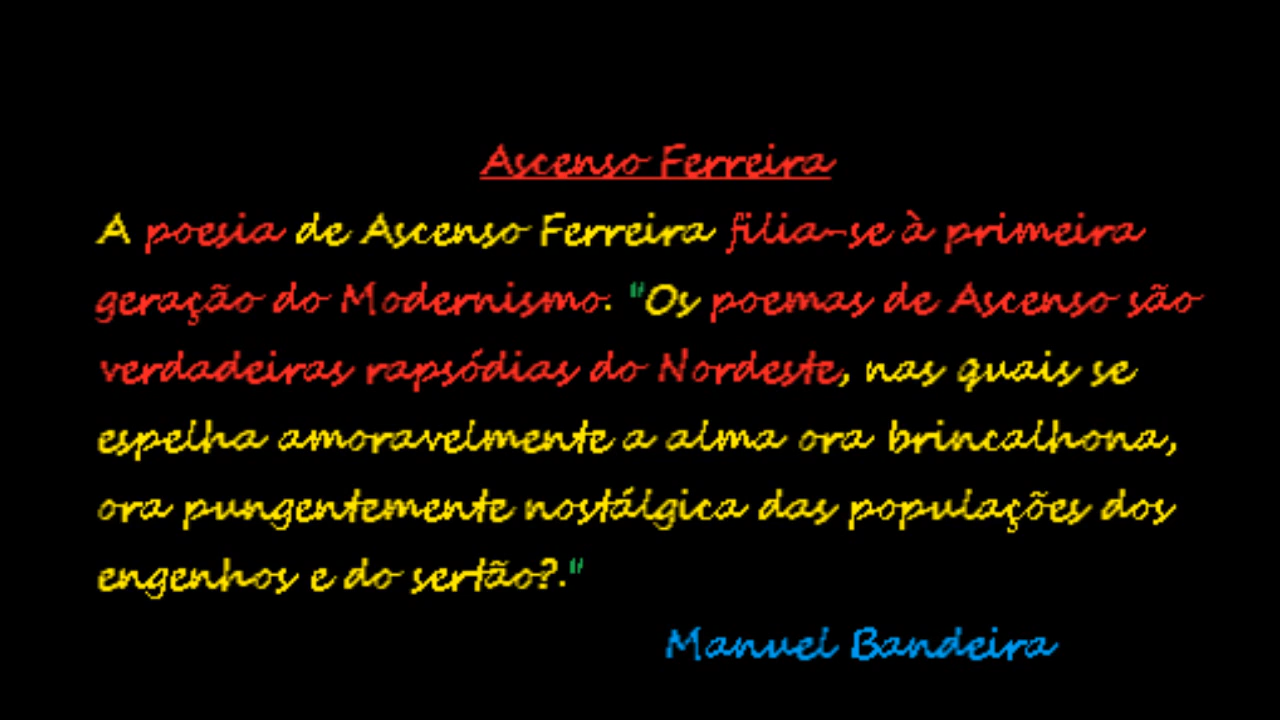 Ascenso Ferreira
A poesia de Ascenso Ferreira filia-se à primeira
geração do Modernismo. "Os poemas de Ascenso são
verdadeiras rapsódias do Nordeste, nas quais se
espelha amoravelmente a alma ora brincalhona,
ora pungentemente nostálgica das populações dos
engenhos e do sertão?."
Manuel Bandeira